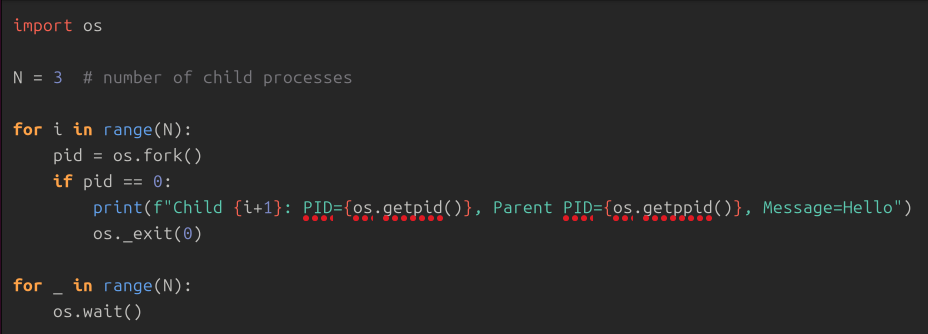 import os

N = 3  # number of child processes

for i in range(N):
    pid = os.fork()
    if pid == 0:
        print(f"Child {i+1}: PID={os.getpid()}, Parent PID={os.getppid()}, Message=Hello")
        os._exit(0)

for _ in range(N):
    os.wait()